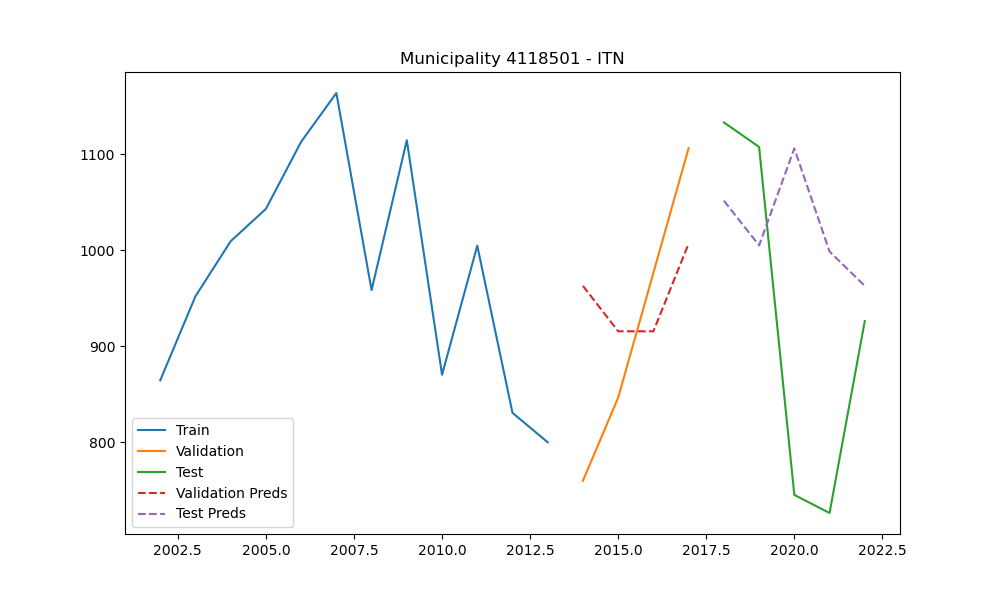 Municipality 4118501 - ITN
1100
1000
900
800
Train
Validation
Test
Validation Preds
Test Preds
2002.5 2005.0 2007.5 2010.0 2012.5 2015.0 2017.5 2020.0 2022.5